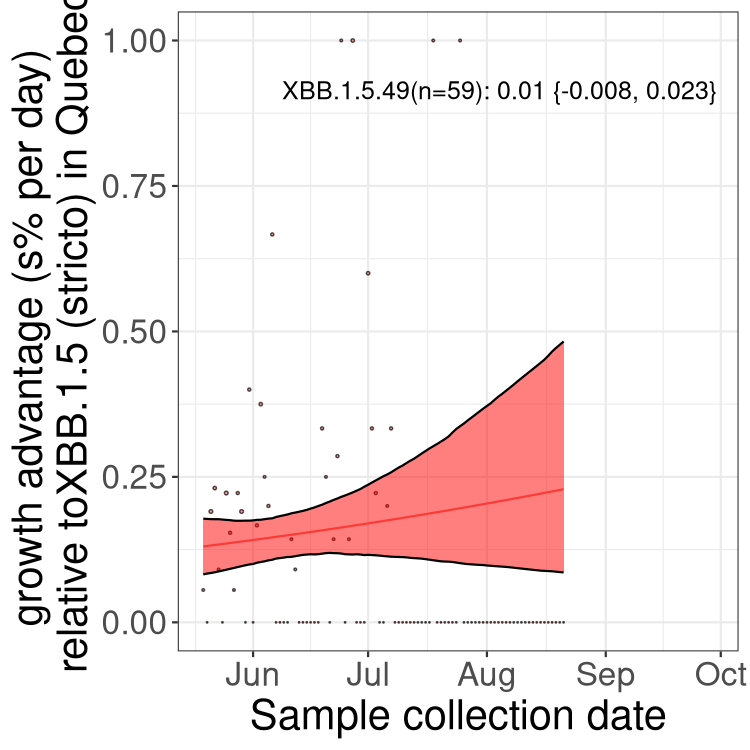 growth advantage (s% per day)
relative toXBB.1.5 (stricto) in Quebec
1.00
0.75
0.50
0.25
0.00
XBB.1.5.49(n=59): 0.01 {-0.008, 0.023}
Jun Jul Aug Sep Oct
Sample collection date